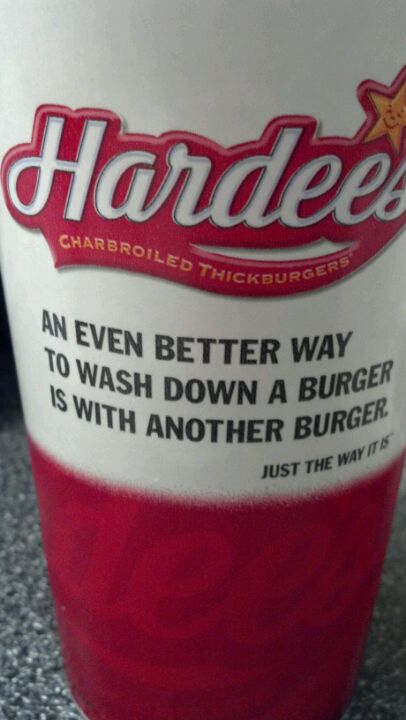 Hardee's
CHARBROILED THICKBURGERS
AN EVEN BETTER WAY
TO WASH DOWN A BURGER
IS WITH ANOTHER BURGER.
JUST THE WAY IT IS